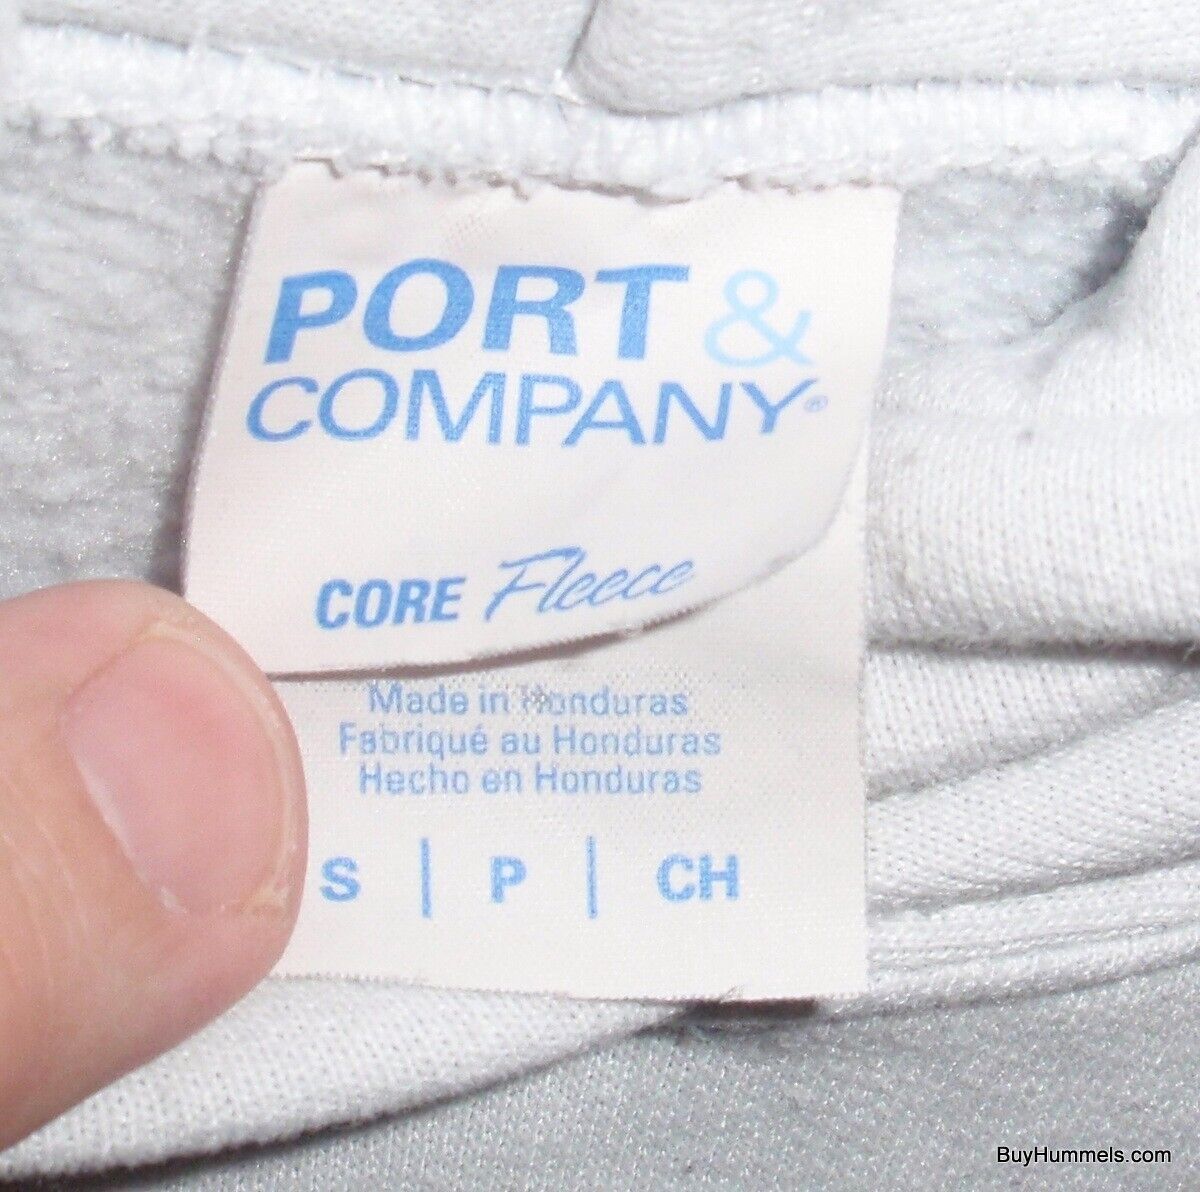 PORT &
COMPANY®
CORE Fleece
Made in Honduras
Fabriqué au Honduras
Hecho en Honduras
S | P | CH
BuyHummels.com